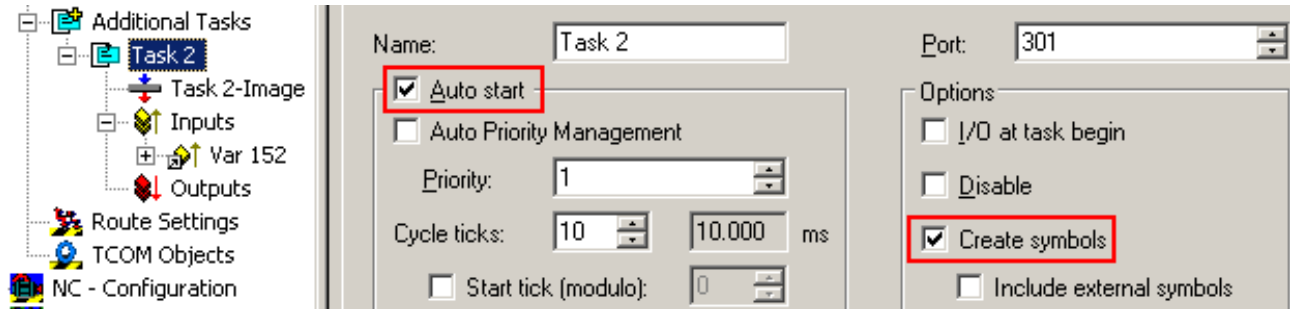 Additional Tasks
Task 2
Task 2-Image
Inputs
Var 152
Outputs
Route Settings
TCOM Objects
NC - Configuration
Name: Task 2
Auto start
Auto Priority Management
Priority: 1
Cycle ticks: 10 10.000 ms
Start tick (modulo): 0
Port: 301
Options
I/O at task begin
Disable
Create symbols
Include external symbols